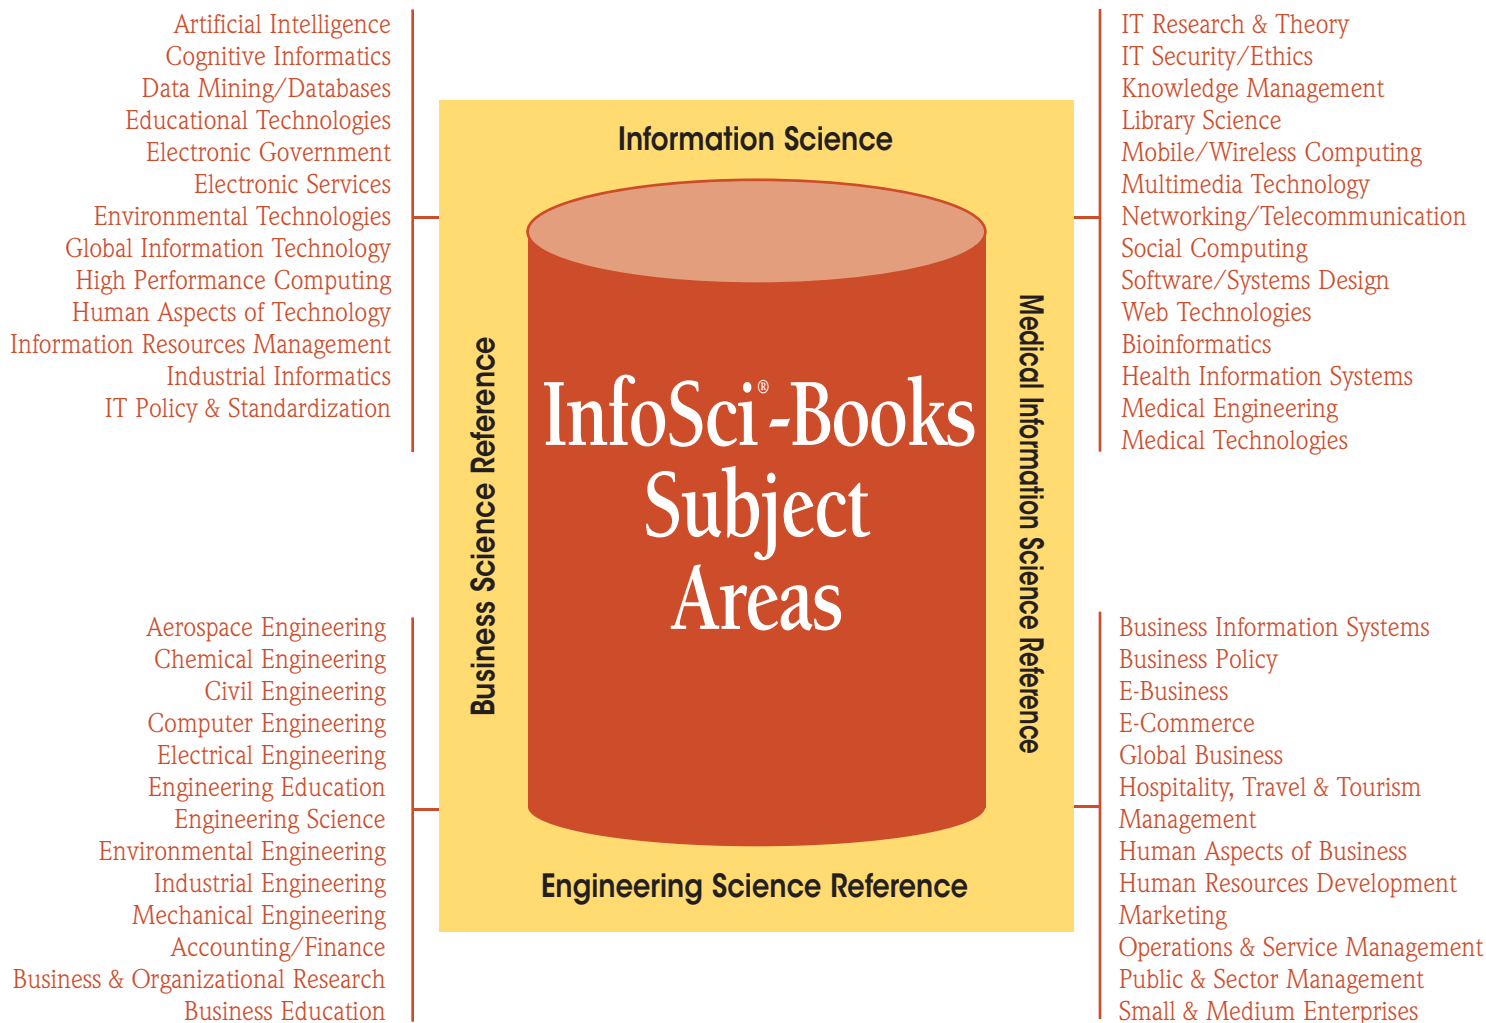 Artificial Intelligence
Cognitive Informatics
Data Mining/Databases
Educational Technologies
Electronic Government
Electronic Services
Environmental Technologies
Global Information Technology
High Performance Computing
Human Aspects of Technology
Information Resources Management
Industrial Informatics
IT Policy & Standardization
IT Research & Theory
IT Security/Ethics
Knowledge Management
Library Science
Mobile/Wireless Computing
Multimedia Technology
Networking/Telecommunication
Social Computing
Software/Systems Design
Web Technologies
Bioinformatics
Health Information Systems
Medical Engineering
Medical Technologies
Information Science
Business Science Reference
InfoSci®-Books
Subject
Areas
Medical Information Science Reference
Engineering Science Reference
Aerospace Engineering
Chemical Engineering
Civil Engineering
Computer Engineering
Electrical Engineering
Engineering Education
Engineering Science
Environmental Engineering
Industrial Engineering
Mechanical Engineering
Accounting/Finance
Business & Organizational Research
Business Education
Business Information Systems
Business Policy
E-Business
E-Commerce
Global Business
Hospitality, Travel & Tourism
Management
Human Aspects of Business
Human Resources Development
Marketing
Operations & Service Management
Public & Sector Management
Small & Medium Enterprises